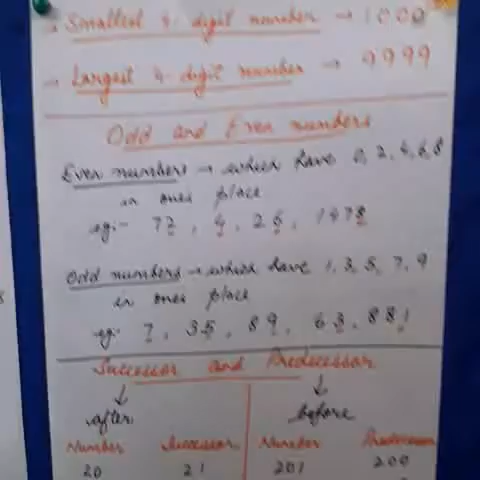 → Smallest 4-digit number → 1000
→ Largest 4-digit number → 9999
Odd and Even numbers
Even numbers → which have 0, 2, 4, 6, 8
in ones place
eg:- 72, 4, 26, 1478
Odd numbers → which have 1, 3, 5, 7, 9
in ones place
eg: 7, 35, 89, 63, 881
Successor and Predecessor
after before
Number Successor Number Predecessor
20 21 201 200